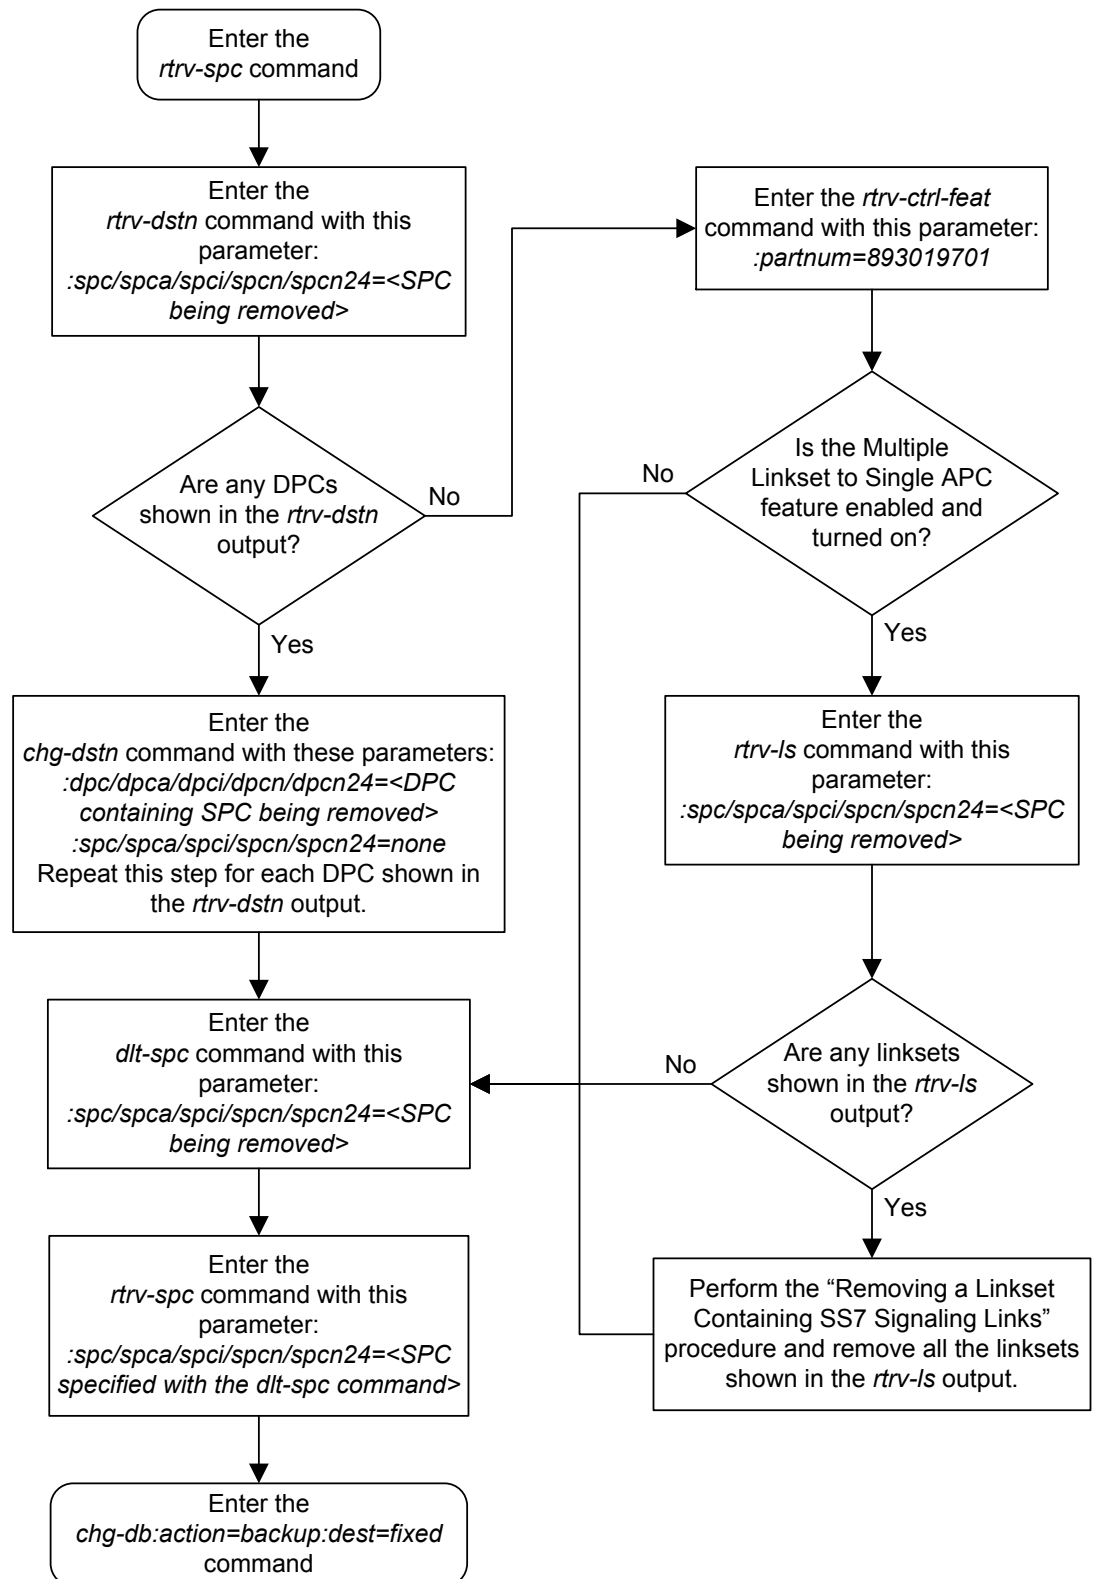 Enter the
rtrv-spc command
Enter the
rtrv-dstn command with this
parameter:
:spc/spca/spci/spcn/spcn24=<SPC
being removed>
Are any DPCs
shown in the rtrv-dstn
output?
No
Yes
Enter the
chg-dstn command with these parameters:
:dpc/dpca/dpci/dpcn/dpcn24=<DPC
containing SPC being removed>
:spc/spca/spci/spcn/spcn24=none
Repeat this step for each DPC shown in
the rtrv-dstn output.
Enter the
dlt-spc command with this
parameter:
:spc/spca/spci/spcn/spcn24=<SPC
being removed>
Enter the
rtrv-spc command with this
parameter:
:spc/spca/spci/spcn/spcn24=<SPC
specified with the dlt-spc command>
Enter the
chg-db:action=backup:dest=fixed
command
Enter the rtrv-ctrl-feat
command with this parameter:
:partnum=893019701
Is the Multiple
Linkset to Single APC
feature enabled and
turned on?
No
Yes
Enter the
rtrv-ls command with this
parameter:
:spc/spca/spci/spcn/spcn24=<SPC
being removed>
Are any linksets
shown in the rtrv-ls
output?
No
Yes
Perform the “Removing a Linkset
Containing SS7 Signaling Links”
procedure and remove all the linksets
shown in the rtrv-ls output.